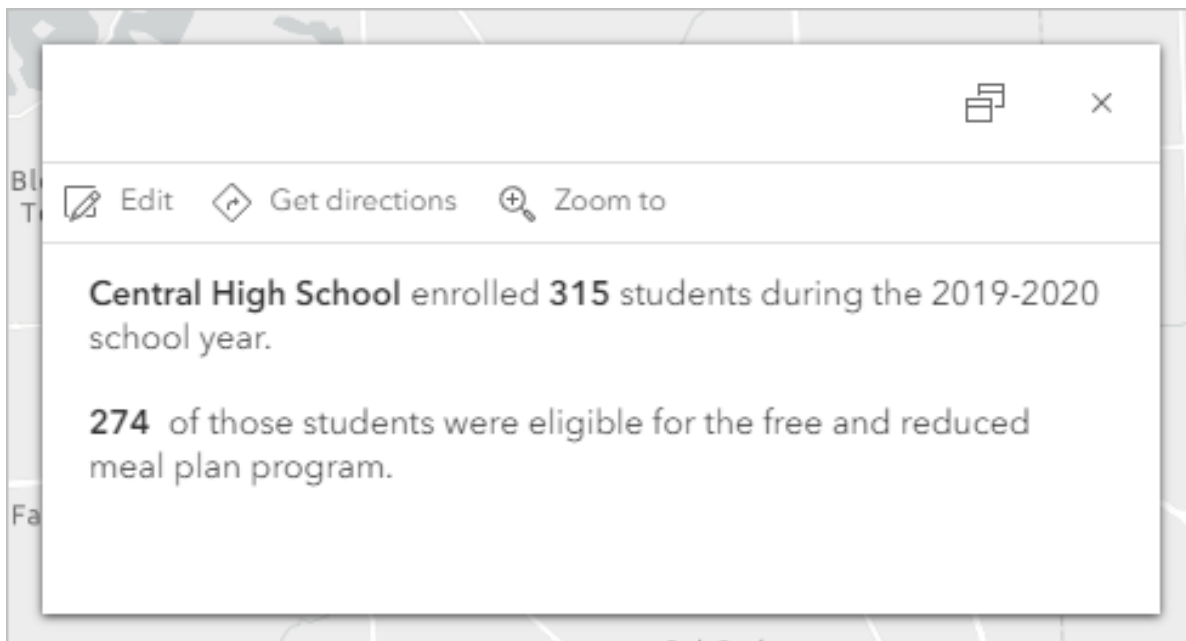 Edit Get directions Zoom to
Central High School enrolled 315 students during the 2019-2020
school year.
274 of those students were eligible for the free and reduced
meal plan program.
Fa